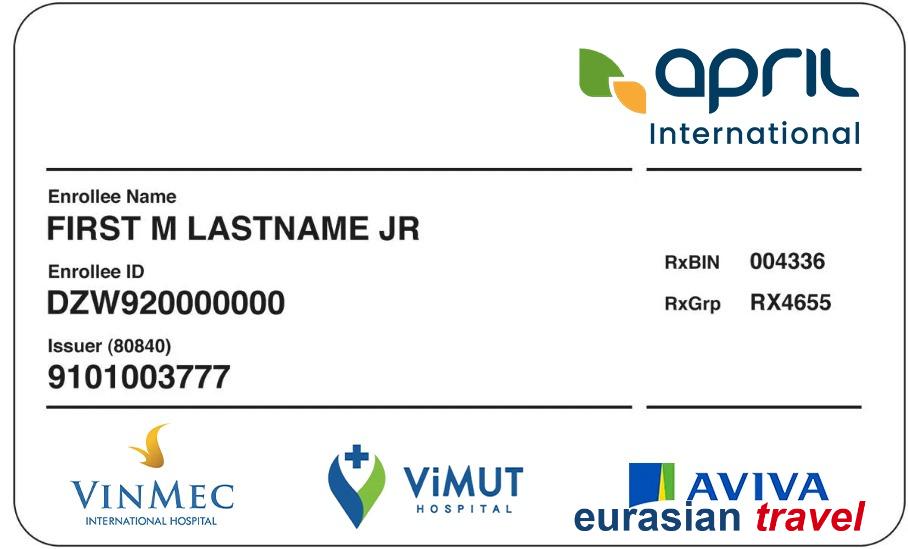 april
International
Enrollee Name
FIRST M LASTNAME JR
Enrollee ID
DZW920000000
Issuer (80840)
9101003777
RxBIN 004336
RxGrp RX4655
VINMEC
INTERNATIONAL HOSPITAL
ViMUT
HOSPITAL
AVIVA
eurasian travel